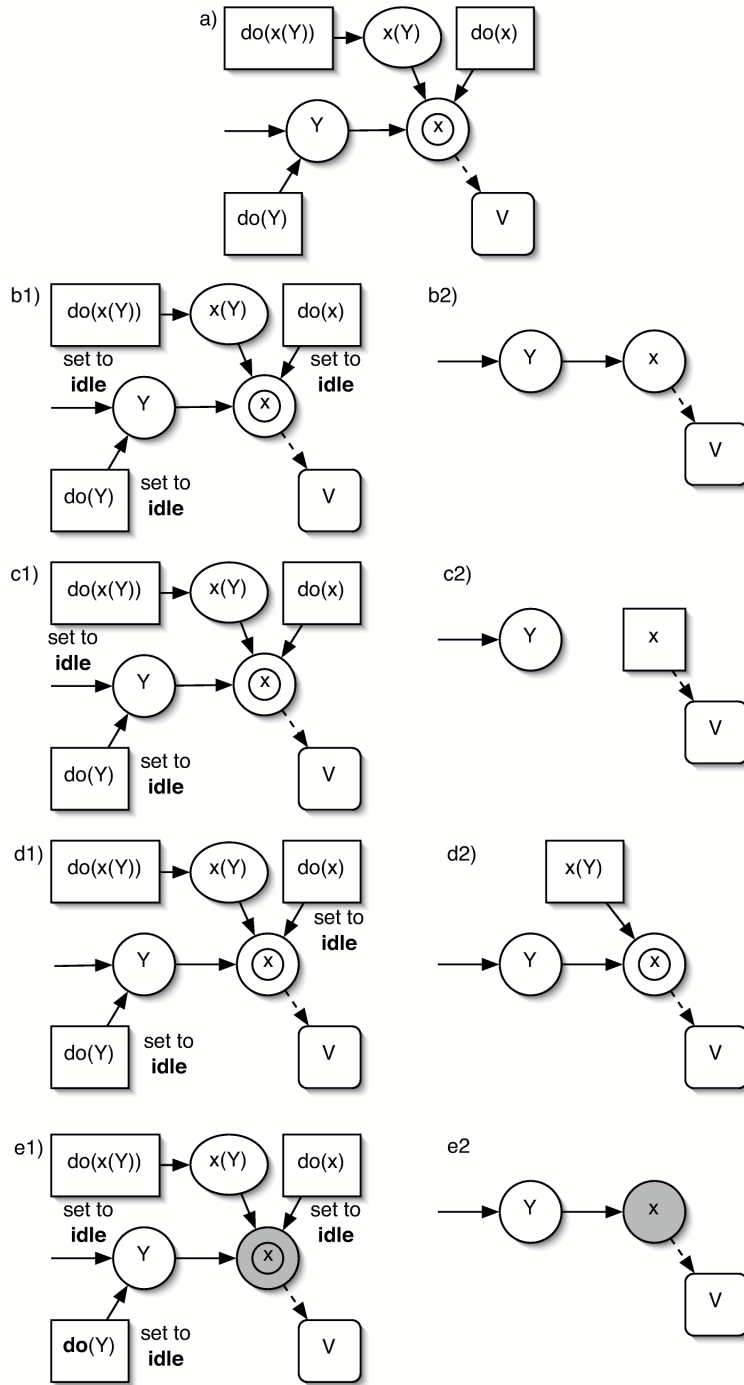 a) do(x(Y)) x(Y) do(x)
Y x
do(Y) V
b1) do(x(Y)) x(Y) do(x) b2)
set to set to Y x
idle idle
Y x
V
do(Y) set to V
idle
c1) do(x(Y)) x(Y) do(x) c2)
set to Y x
idle
Y x
V
do(Y) set to V
idle
d1) do(x(Y)) x(Y) do(x) d2) x(Y)
set to
idle
Y x Y x
do(Y) set to V V
idle
e1) do(x(Y)) x(Y) do(x) e2
set to set to Y x
idle idle
Y x
V
do(Y) set to V
idle